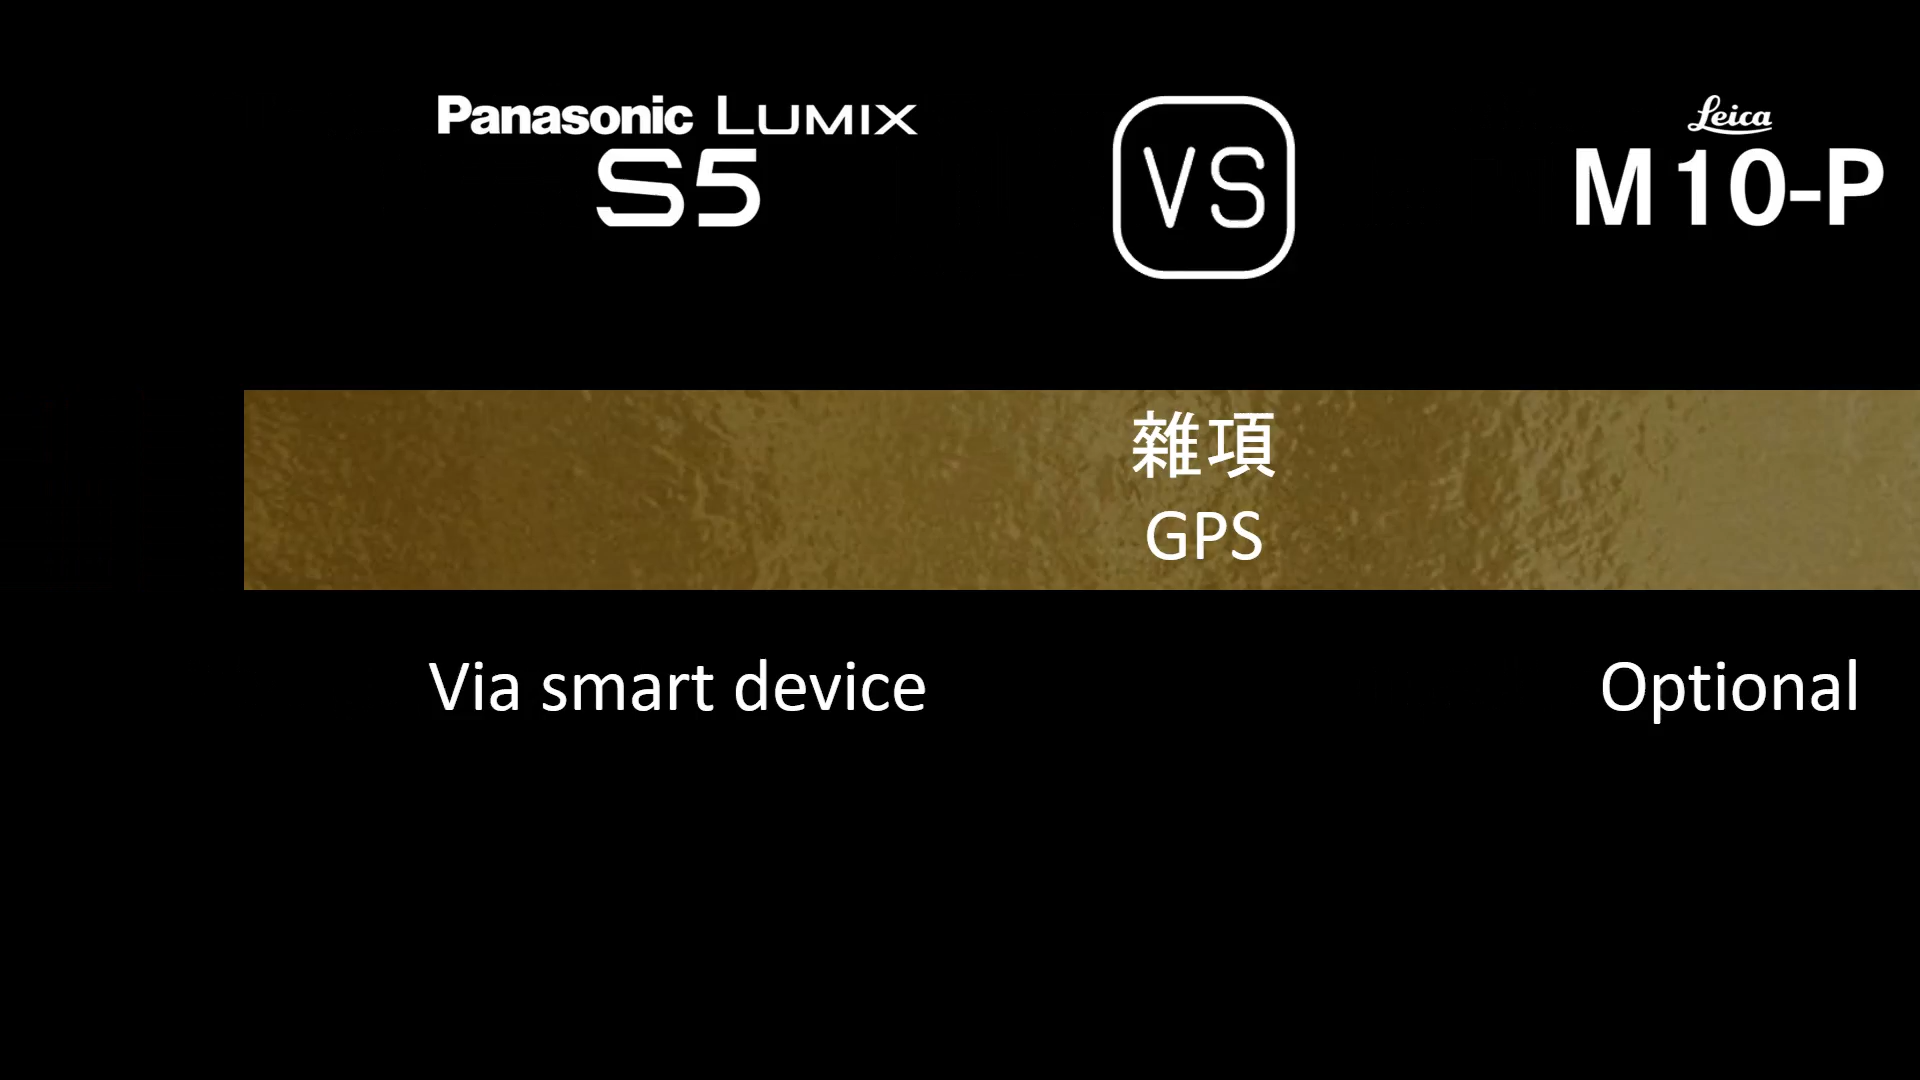 Panasonic LUMIX
S5
VS
Leica
M10-P
雜項
GPS
Via smart device
Optional